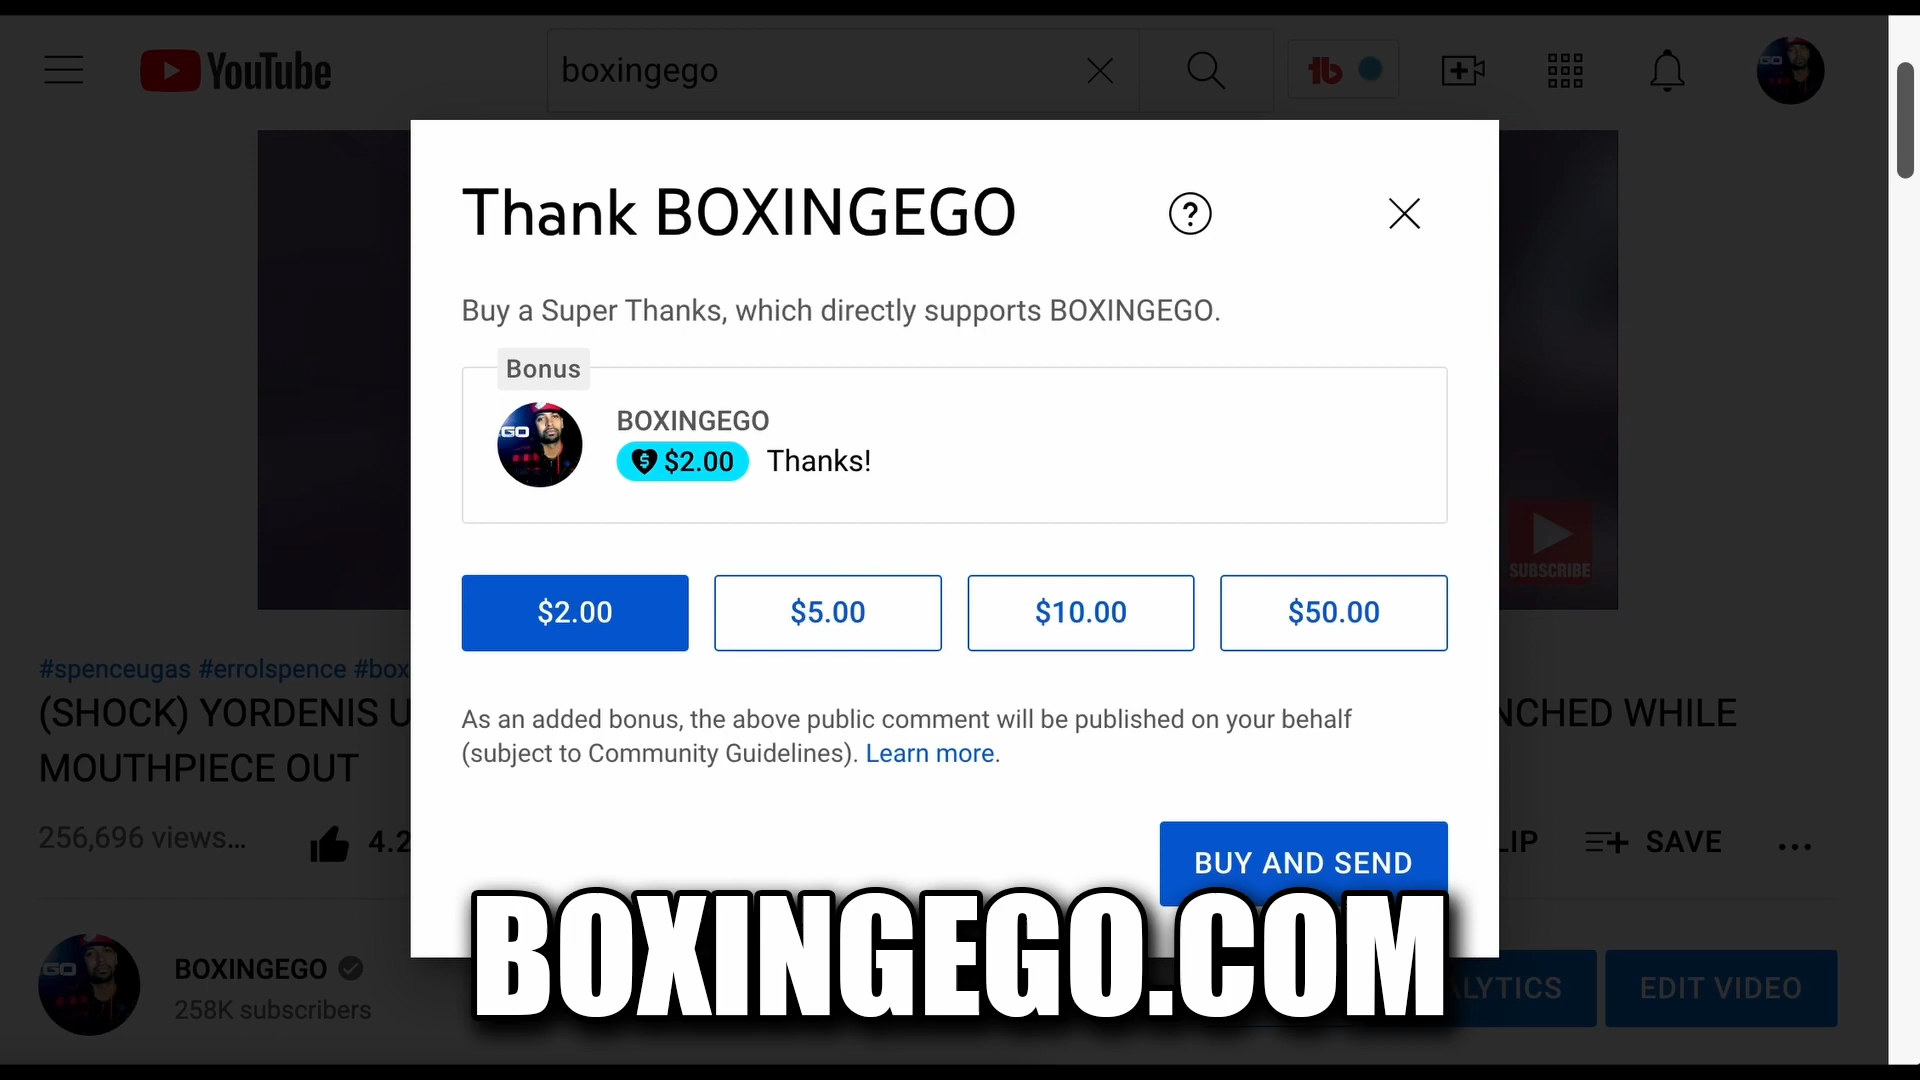 YouTube
boxingego
Thank BOXINGEGO
?
Buy a Super Thanks, which directly supports BOXINGEGO.
Bonus
GO
BOXINGEGO
$2.00 Thanks!
$2.00 $5.00 $10.00 $50.00
SUBSCRIBE
#spenceugas #errolspence #box
(SHOCK) YORDENIS U NCHED WHILE
MOUTHPIECE OUT
As an added bonus, the above public comment will be published on your behalf
(subject to Community Guidelines). Learn more.
256,696 views... 4.2 LIP SAVE ...
BUY AND SEND
BOXINGEGO.COM
GO
BOXINGEGO
258K subscribers
LYTICS EDIT VIDEO